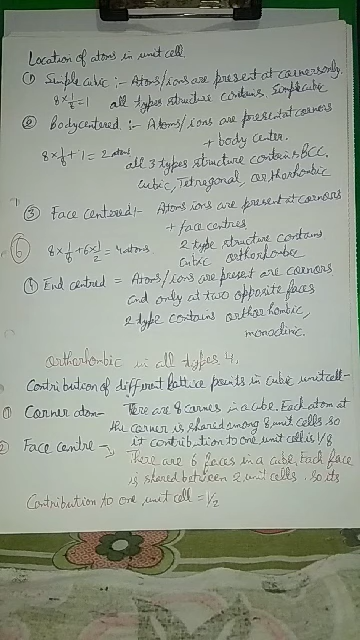 Location of atoms in unit cell.
① Simple cubic :- Atoms/ions are present at corners only.
8×1/8=1 all types structure contains Simple cubic
② Body centered :- Atoms/ions are present at corners
+ body center.
8×1/8+1=2 atoms
all 3 types structure contains BCC.
cubic, Tetragonal, orthorhombic
③ Face centered :- Atoms ions are present at corners
+ face centres
⑥ 8×1/8+6×1/2=4 atoms 2 type structure contains
cubic orthorhombic
④ End centred = Atoms/ions are present are corners
and only at two opposite faces
2 type contains orthorhombic,
monoclinic.
Orthorhombic in all types 4,
Contribution of different lattice points in cubic unit cell-
① Corner atom- There are 8 corners in a cube. Each atom at
the corner is shared among 8 unit cells so
it contribution to one unit cell is 1/8
② Face centre → There are 6 faces in a cube, Each face
is shared between 2 unit cells. So, its
Contribution to one unit cell = 1/2